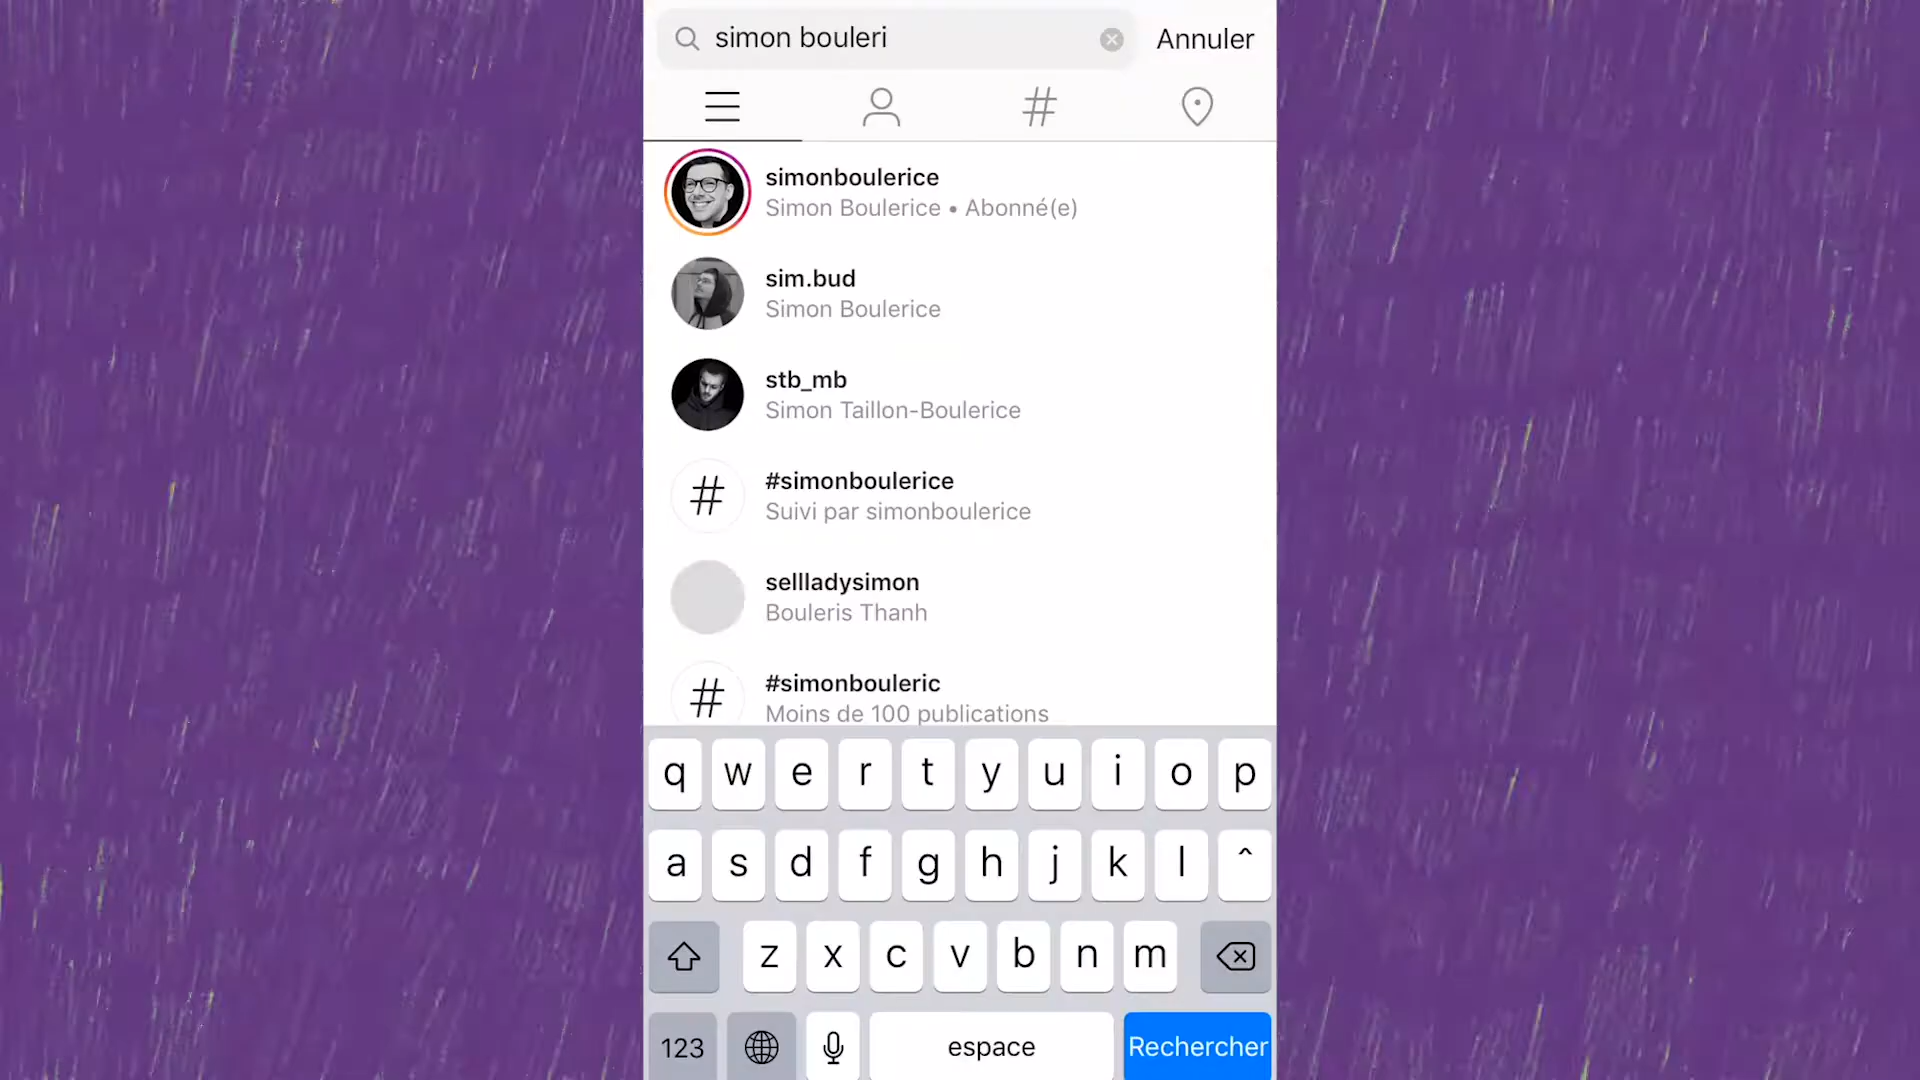 simon bouleri
Annuler
simonboulerice
Simon Boulerice • Abonné(e)
sim.bud
Simon Boulerice
stb_mb
Simon Taillon-Boulerice
#simonboulerice
Suivi par simonboulerice
sellladysimon
Bouleris Thanh
#simonbouleric
Moins de 100 publications
q w e r t y u i o p
a s d f g h j k l ^
z x c v b n m
123 espace Rechercher